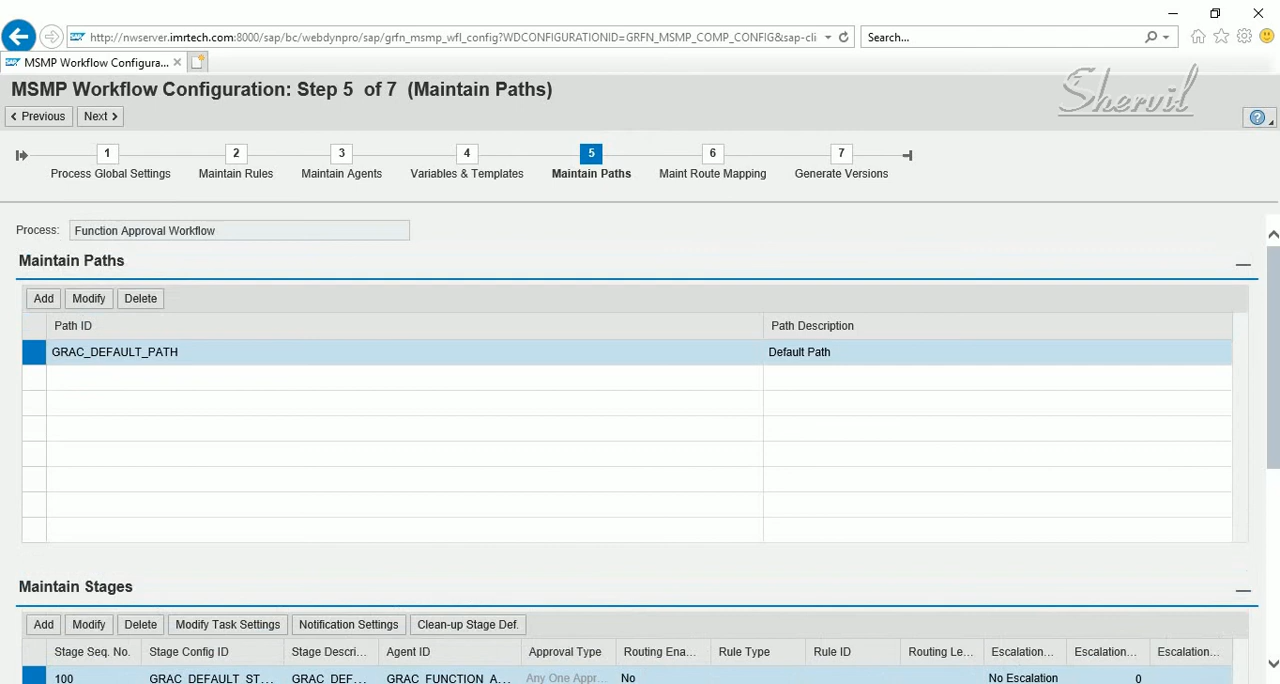 http://nwserver.imrtech.com:8000/sap/bc/webdynpro/sap/grfn_msmp_wfl_config?WDCONFIGURATIONID=GRFN_MSMP_COMP_CONFIG&sap-cli
Search...
MSMP Workflow Configura...
MSMP Workflow Configuration: Step 5 of 7 (Maintain Paths)
Shervil
Previous Next
1 2 3 4 5 6 7
Process Global Settings Maintain Rules Maintain Agents Variables & Templates Maintain Paths Maint Route Mapping Generate Versions
Process: Function Approval Workflow
Maintain Paths
Add Modify Delete
Path ID Path Description
GRAC_DEFAULT_PATH Default Path
Maintain Stages
Add Modify Delete Modify Task Settings Notification Settings Clean-up Stage Def.
Stage Seq. No. Stage Config ID Stage Descri... Agent ID Approval Type Routing Ena... Rule Type Rule ID Routing Le... Escalation... Escalation... Escalation...
100 GRAC_DEFAULT_ST... GRAC_DEF... GRAC_FUNCTION_A... Any One Appr... No No Escalation 0